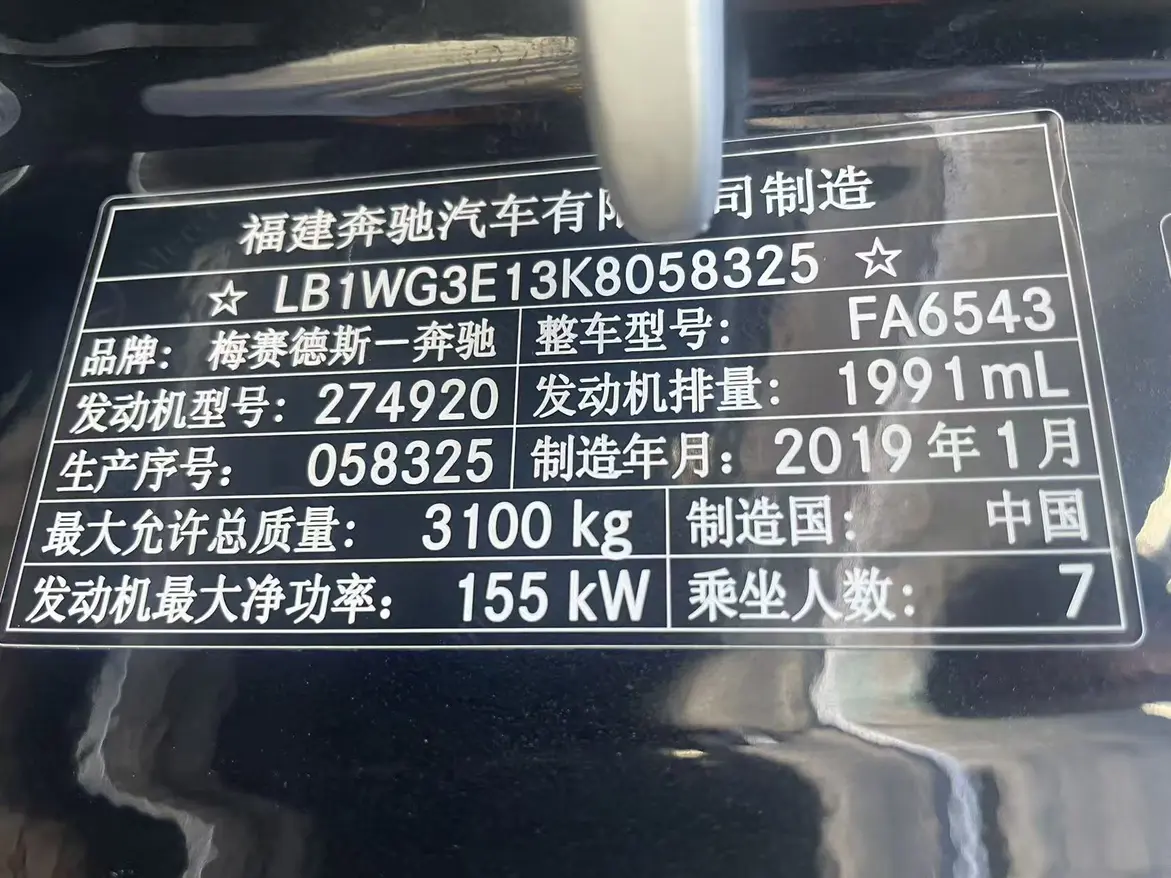 福建奔驰汽车有限 司制造
☆ LB1WG3E13K8058325 ☆
品牌： 梅赛德斯－奔驰 整车型号： FA6543
发动机型号： 274920 发动机排量： 1991mL
生产序号： 058325 制造年月： 2019年1月
最大允许总质量： 3100 kg 制造国： 中国
发动机最大净功率： 155 kW 乘坐人数： 7